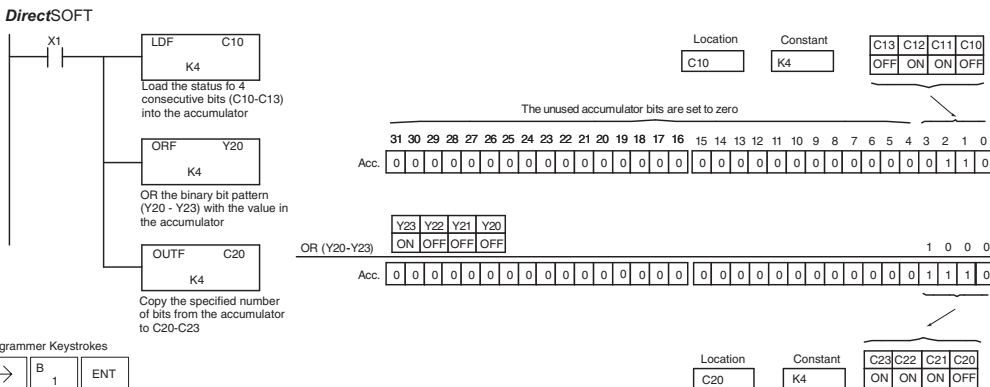 DirectSOFT
X1
LDF C10
K4
Load the status fo 4
consecutive bits (C10-C13)
into the accumulator
ORF Y20
K4
OR the binary bit pattern
(Y20 - Y23) with the value in
the accumulator
OUTF C20
K4
Copy the specified number
of bits from the accumulator
to C20-C23
grammer Keystrokes
B
1
ENT
Location Constant
C10 K4
C13 C12 C11 C10
OFF ON ON OFF
The unused accumulator bits are set to zero
31 30 29 28 27 26 25 24 23 22 21 20 19 18 17 16 15 14 13 12 11 10 9 8 7 6 5 4 3 2 1 0
Acc. 0 0 0 0 0 0 0 0 0 0 0 0 0 0 0 0 0 0 0 0 0 0 0 0 0 0 0 0 0 1 1 0
Y23 Y22 Y21 Y20
ON OFF OFF OFF
OR (Y20-Y23) 1 0 0 0
Acc. 0 0 0 0 0 0 0 0 0 0 0 0 0 0 0 0 0 0 0 0 0 0 0 0 0 0 0 0 1 1 1 0
Location Constant
C20 K4
C23 C22 C21 C20
ON ON ON OFF